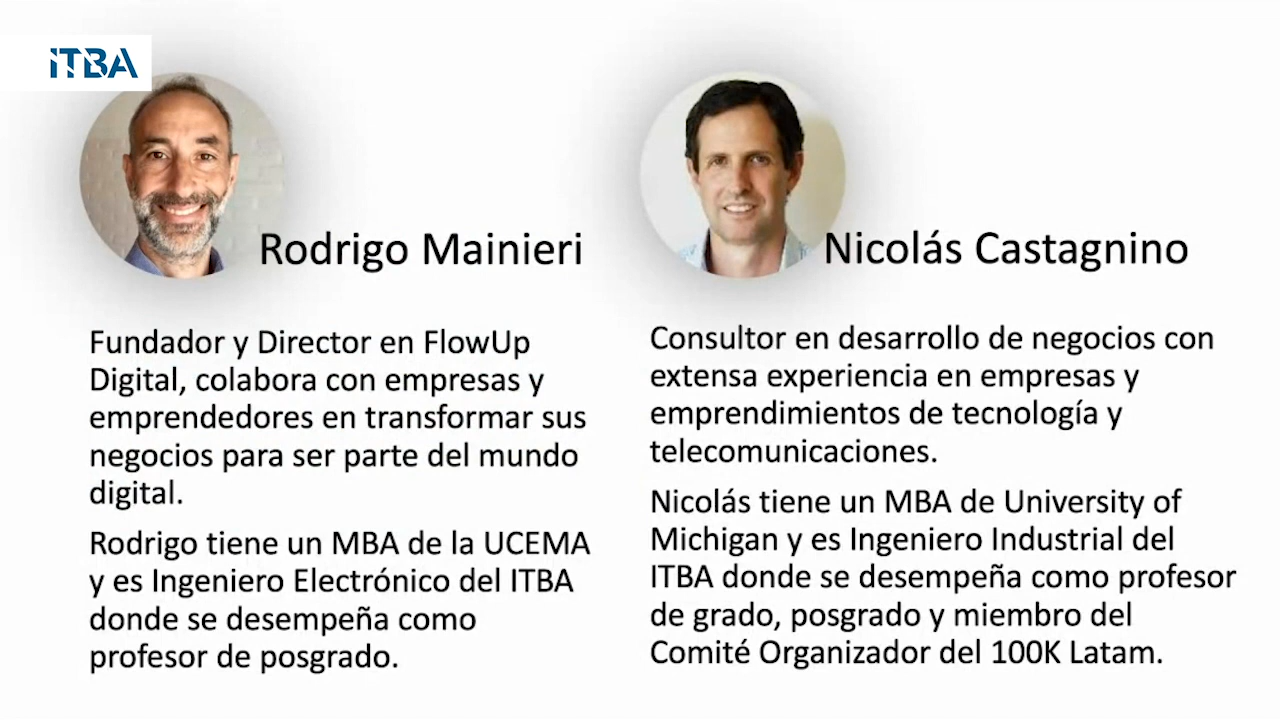 ITBA
Rodrigo Mainieri
Fundador y Director en FlowUp
Digital, colabora con empresas y
emprendedores en transformar sus
negocios para ser parte del mundo
digital.
Rodrigo tiene un MBA de la UCEMA
y es Ingeniero Electrónico del ITBA
donde se desempeña como
profesor de posgrado.
Nicolás Castagnino
Consultor en desarrollo de negocios con
extensa experiencia en empresas y
emprendimientos de tecnología y
telecomunicaciones.
Nicolás tiene un MBA de University of
Michigan y es Ingeniero Industrial del
ITBA donde se desempeña como profesor
de grado, posgrado y miembro del
Comité Organizador del 100K Latam.